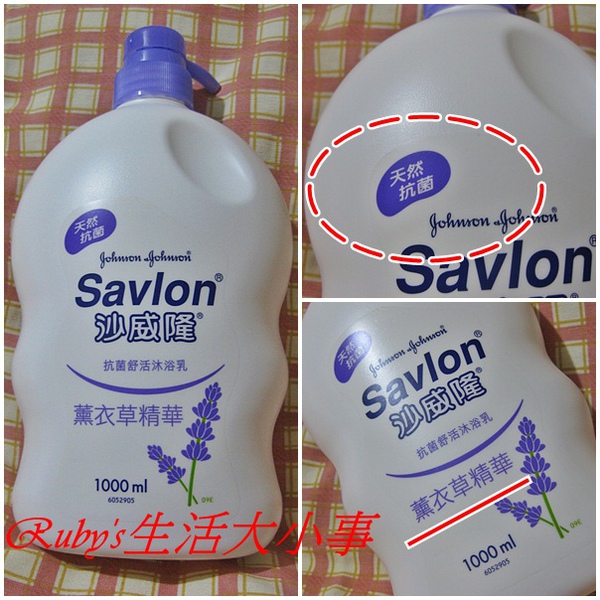 天然
抗菌
Johnson & Johnson
Savlon®
沙威隆®
抗菌舒活沐浴乳
薰衣草精華
1000 ml
6052905
09E
天然
抗菌
Johnson & Johnson
Savlon®
天然
抗菌
Johnson & Johnson
Savlon®
沙威隆®
抗菌舒活沐浴乳
薰衣草精華
1000 ml
6052905
09E
Ruby's生活大小事